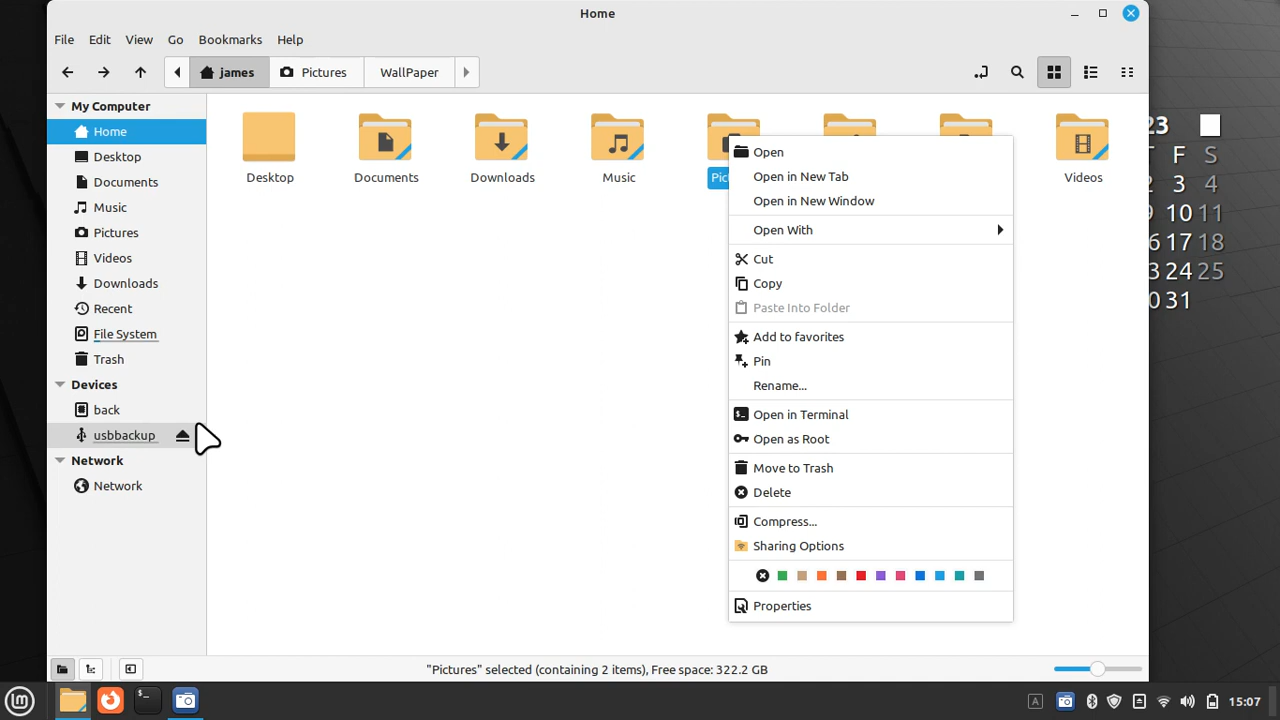 Home
File Edit View Go Bookmarks Help
james Pictures WallPaper
My Computer
Home
Desktop
Documents
Music
Pictures
Videos
Downloads
Recent
File System
Trash
Devices
back
usbbackup
Network
Network
Desktop Documents Downloads Music Videos
Open
Open in New Tab
Open in New Window
Open With
Cut
Copy
Paste Into Folder
Add to favorites
Pin
Rename...
Open in Terminal
Open as Root
Move to Trash
Delete
Compress...
Sharing Options
Properties
23
F S
3 4
10 11
17 18
24 25
31
"Pictures" selected (containing 2 items), Free space: 322.2 GB
A 15:07